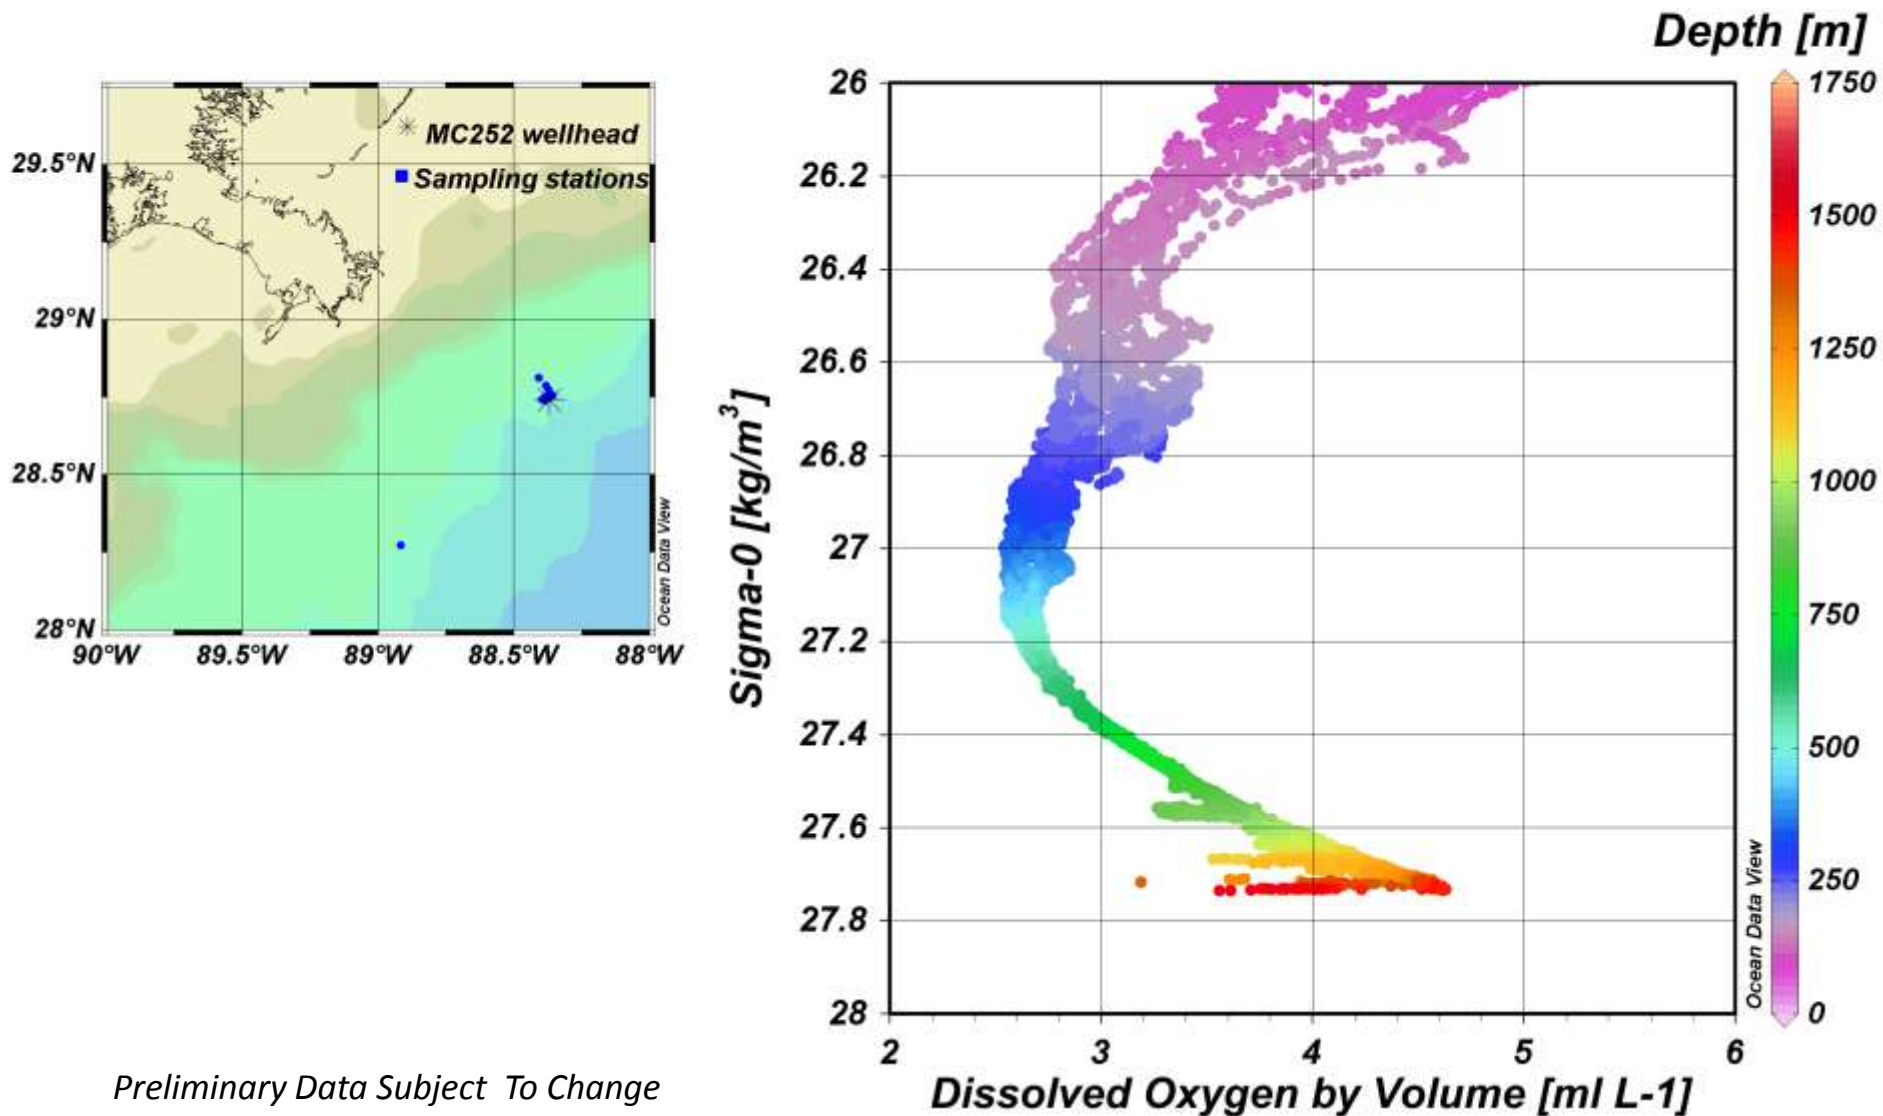 Depth [m]
MC252 wellhead
Sampling stations
29.5°N
29°N
28.5°N
28°N
90°W 89.5°W 89°W 88.5°W 88°W
Ocean Data View
Sigma-0 [kg/m³]
26
26.2
26.4
26.6
26.8
27
27.2
27.4
27.6
27.8
28
2 3 4 5 6
Dissolved Oxygen by Volume [ml L-1]
Ocean Data View
1750
1500
1250
1000
750
500
250
0
Preliminary Data Subject To Change